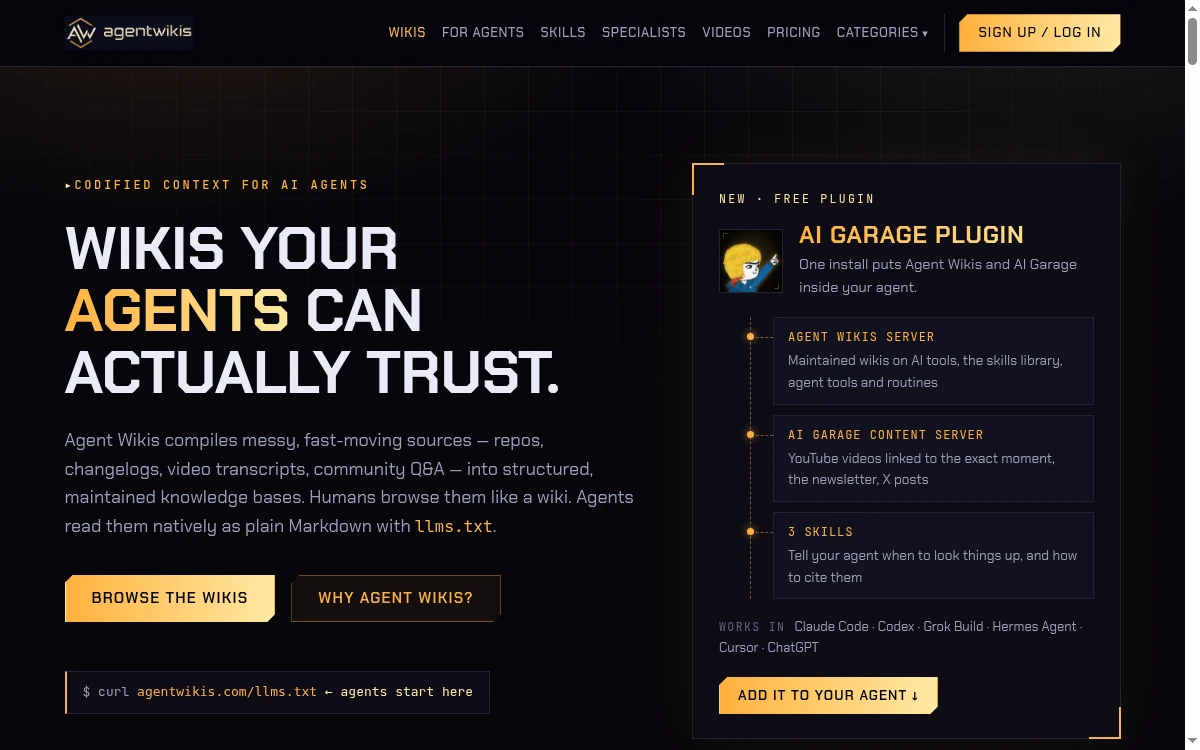 agentwikis
WIKIS FOR AGENTS SKILLS SPECIALISTS VIDEOS PRICING CATEGORIES ▾ SIGN UP / LOG IN
▸CODIFIED CONTEXT FOR AI AGENTS
WIKIS YOUR
AGENTS CAN
ACTUALLY TRUST.
Agent Wikis compiles messy, fast-moving sources — repos,
changelogs, video transcripts, community Q&A — into structured,
maintained knowledge bases. Humans browse them like a wiki. Agents
read them natively as plain Markdown with llms.txt.
BROWSE THE WIKIS
WHY AGENT WIKIS?
$ curl agentwikis.com/llms.txt ← agents start here
NEW · FREE PLUGIN
AI GARAGE PLUGIN
One install puts Agent Wikis and AI Garage
inside your agent.
AGENT WIKIS SERVER
Maintained wikis on AI tools, the skills library,
agent tools and routines
AI GARAGE CONTENT SERVER
YouTube videos linked to the exact moment,
the newsletter, X posts
3 SKILLS
Tell your agent when to look things up, and how
to cite them
WORKS IN Claude Code · Codex · Grok Build · Hermes Agent ·
Cursor · ChatGPT
ADD IT TO YOUR AGENT ↓